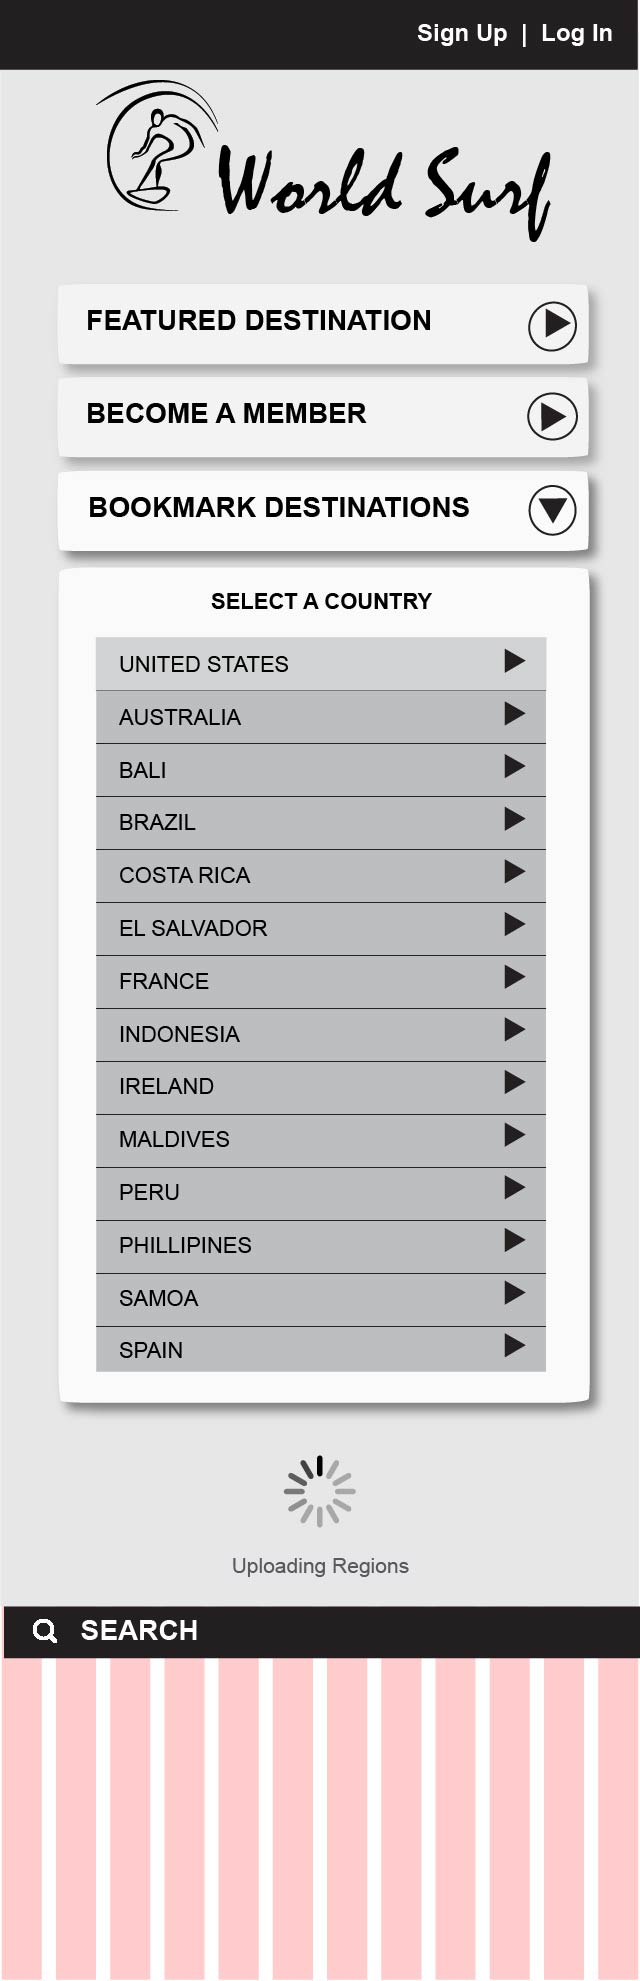 Sign Up | Log In
World Surf
FEATURED DESTINATION
BECOME A MEMBER
BOOKMARK DESTINATIONS
SELECT A COUNTRY
UNITED STATES
AUSTRALIA
BALI
BRAZIL
COSTA RICA
EL SALVADOR
FRANCE
INDONESIA
IRELAND
MALDIVES
PERU
PHILLIPINES
SAMOA
SPAIN
Uploading Regions
SEARCH